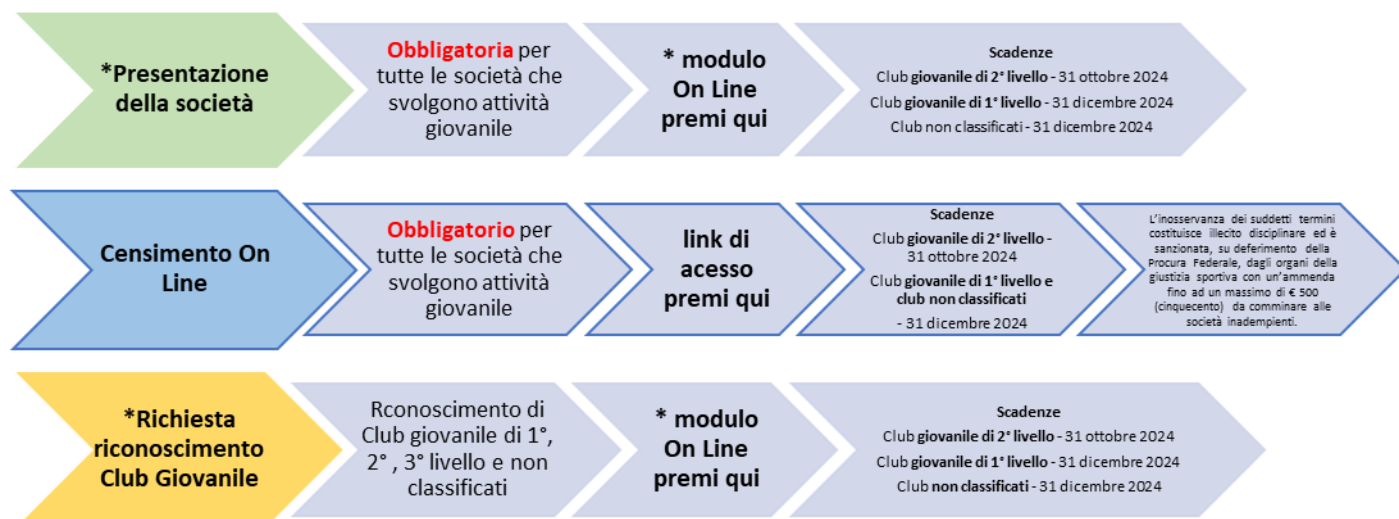 *Presentazione
della società
Obbligatoria per
tutte le società che
svolgono attività
giovanile
* modulo
On Line
premi qui
Scadenze
Club giovanile di 2° livello - 31 ottobre 2024
Club giovanile di 1° livello - 31 dicembre 2024
Club non classificati - 31 dicembre 2024
Censimento On
Line
Obbligatorio per
tutte le società che
svolgono attività
giovanile
link di
acesso
premi qui
Scadenze
Club giovanile di 2° livello -
31 ottobre 2024
Club giovanile di 1° livello e
club non classificati
- 31 dicembre 2024
L'inosservanza dei suddetti termini
costituisce illecito disciplinare ed è
sanzionata, su deferimento della
Procura Federale, dagli organi della
giustizia sportiva con un'ammenda
fino ad un massimo di € 500
(cinquecento) da comminare alle
società inadempienti.
*Richiesta
riconoscimento
Club Giovanile
Rconoscimento di
Club giovanile di 1°,
2° , 3° livello e non
classificati
* modulo
On Line
premi qui
Scadenze
Club giovanile di 2° livello - 31 ottobre 2024
Club giovanile di 1° livello - 31 dicembre 2024
Club non classificati - 31 dicembre 2024